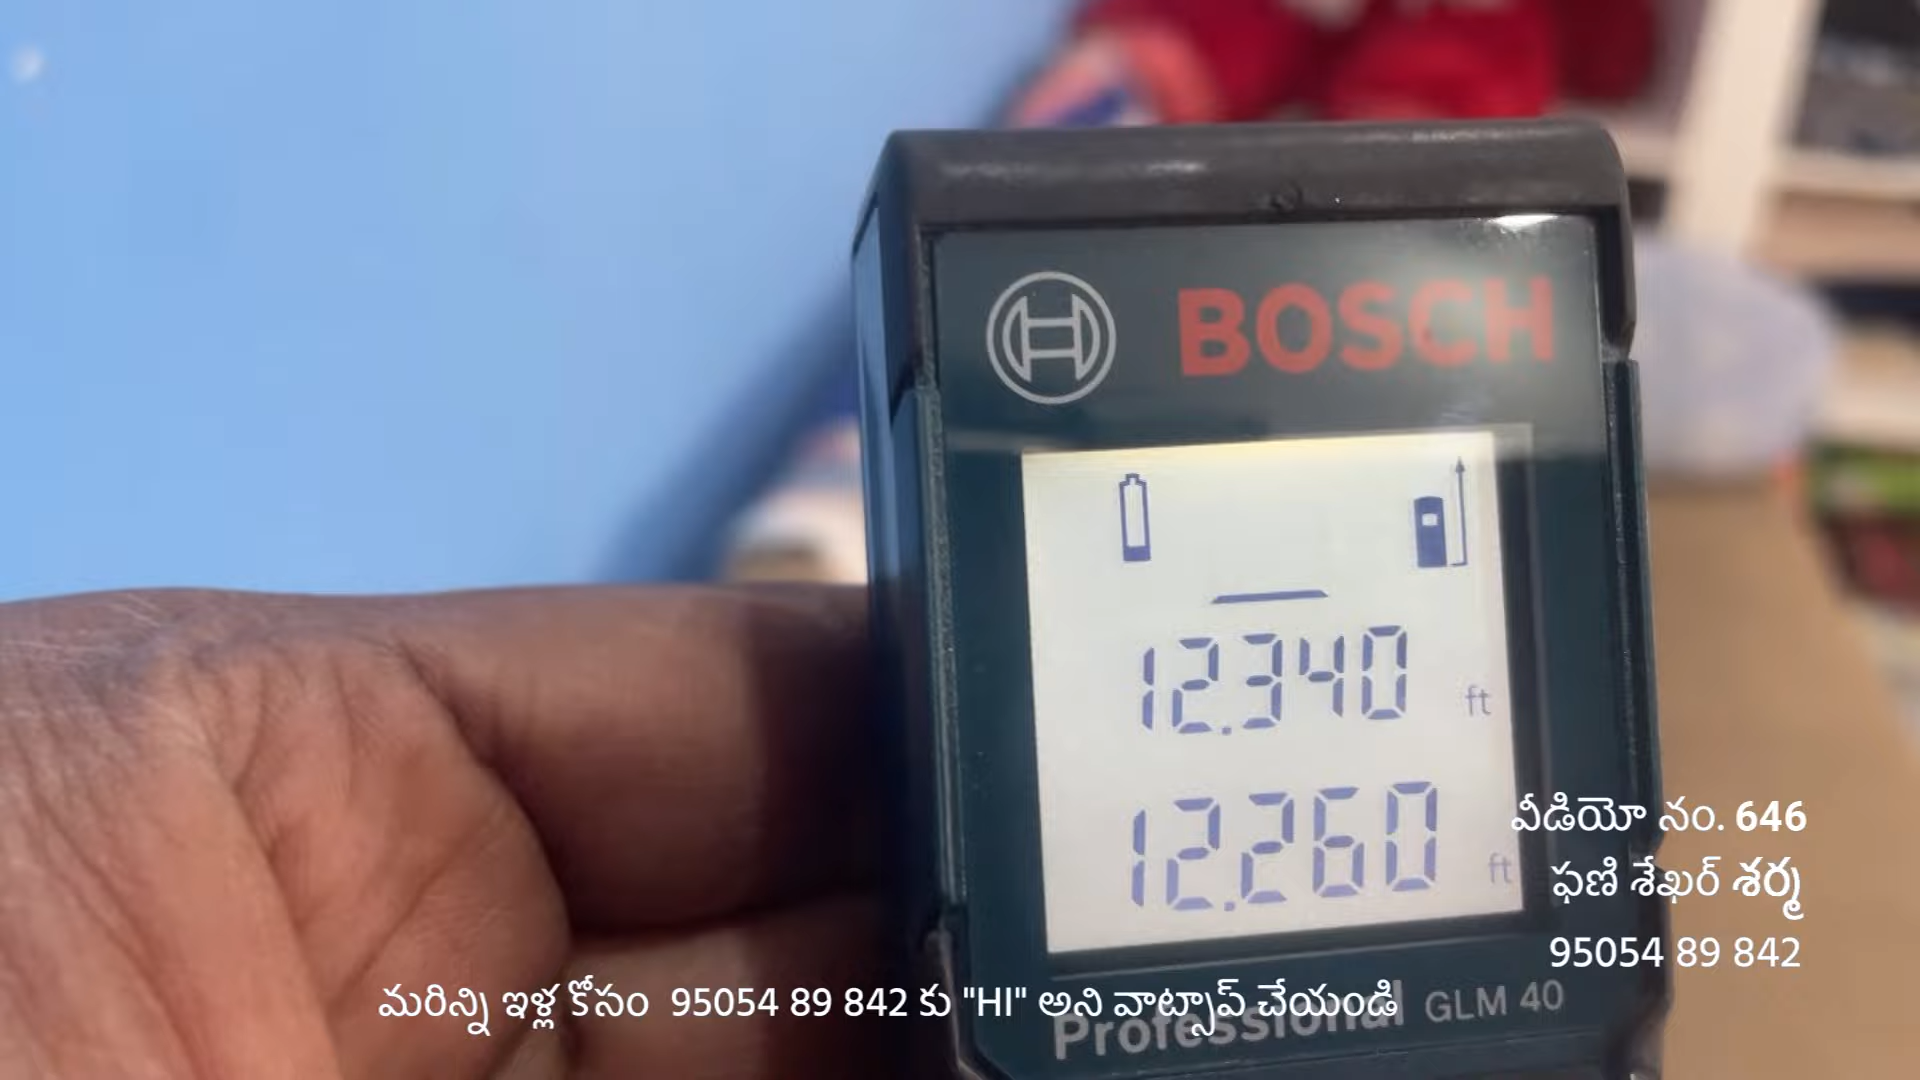 BOSCH
12.340 ft
12.260 ft
వీడియో నం. 646
ఫణి శేఖర్ శర్మ
95054 89 842
మరిన్ని ఇళ్ల కోసం 95054 89 842 కు "HI" అని వాట్సాప్ చేయండి
Professional GLM 40